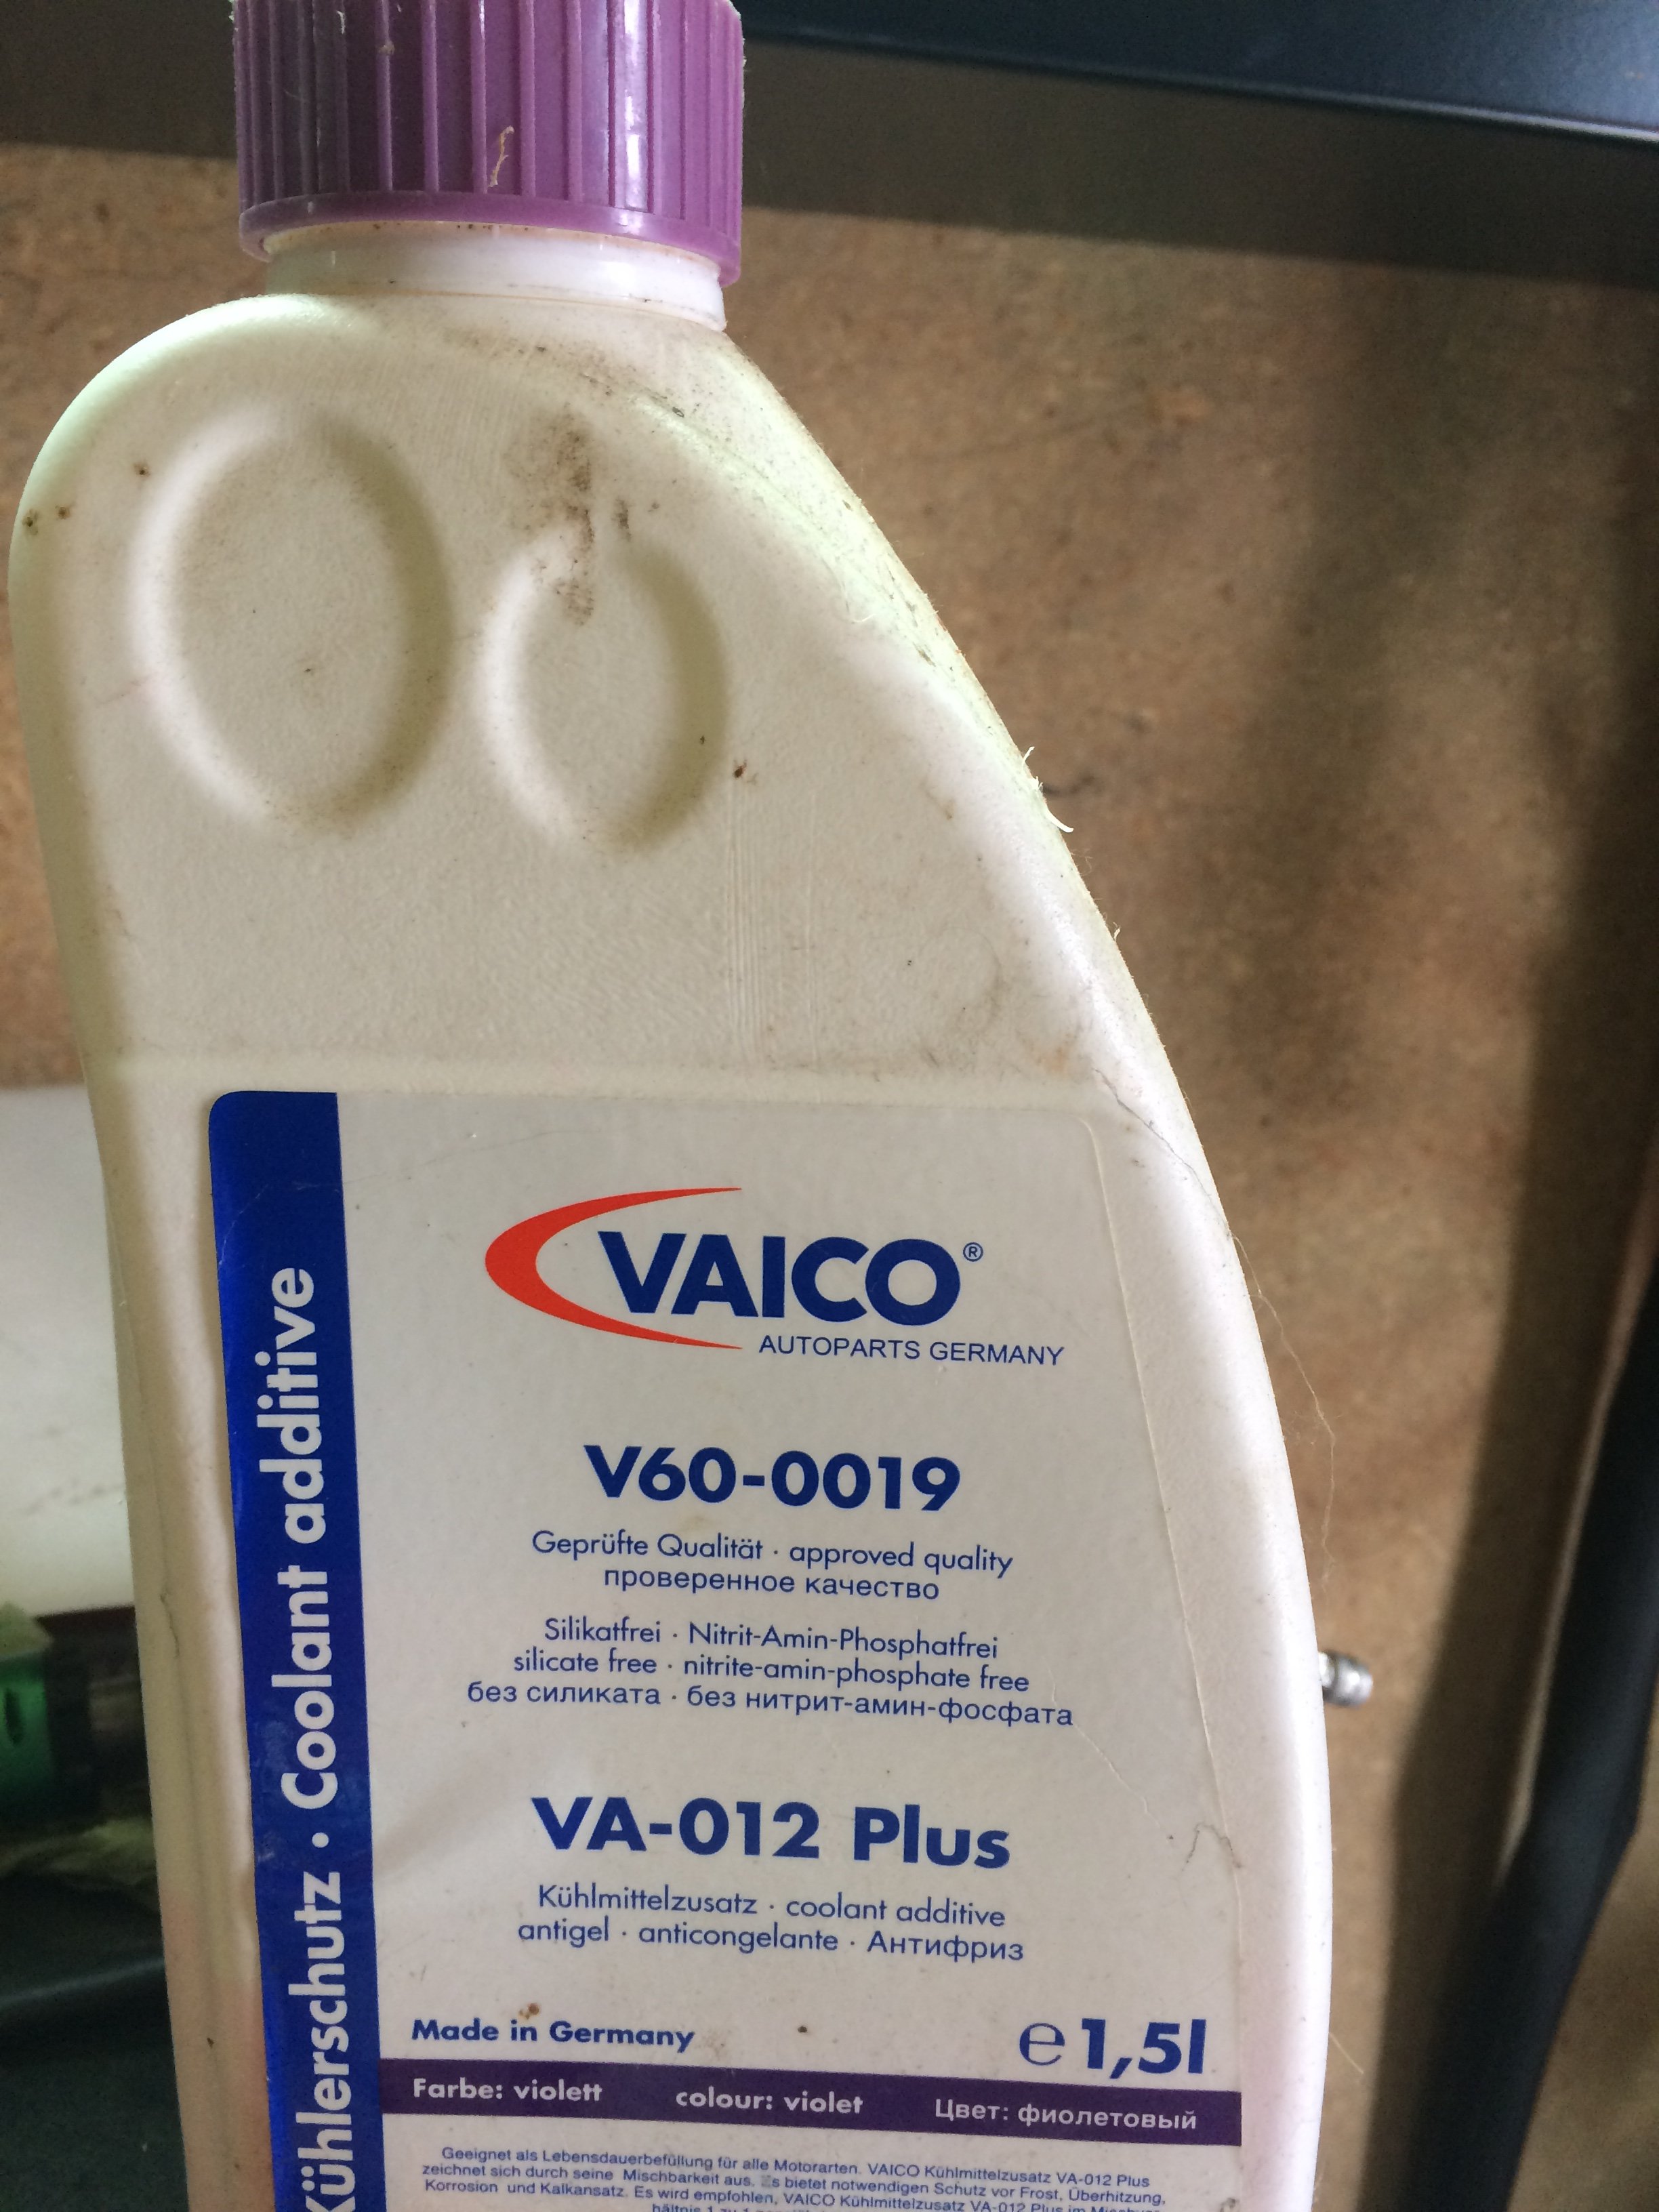 VAICO®
AUTOPARTS GERMANY
V60-0019
Geprüfte Qualität · approved quality
проверенное качество
Silikatfrei · Nitrit-Amin-Phosphatfrei
silicate free · nitrite-amin-phosphate free
без силиката · без нитрит-амин-фосфата
VA-012 Plus
Kühlmittelzusatz · coolant additive
antigel · anticongelante · Антифриз
Made in Germany
e 1,5l
Farbe: violett colour: violet Цвет: фиолетовый
Geeignet als Lebensdauerbefüllung für alle Motorarten. VAICO Kühlmittelzusatz VA-012 Plus
zeichnet sich durch seine Mischbarkeit aus. Es bietet notwendigen Schutz vor Frost, Überhitzung,
Korrosion und Kalkansatz. Es wird empfohlen, VAICO Kühlmittelzusatz VA-012 Plus im Mischver-
Kühlerschutz · Coolant additive